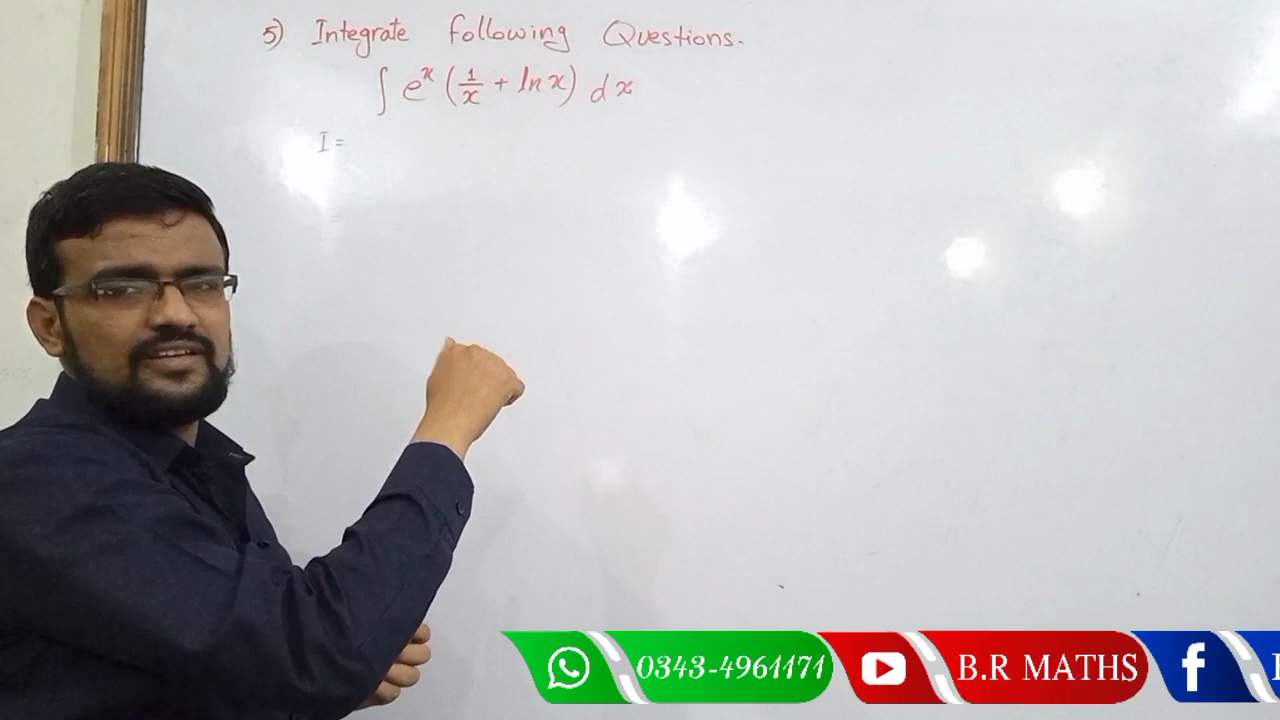 5) Integrate following Questions.
∫ eˣ (1/x + ln x) dx
I =
0343-4961171
B.R MATHS